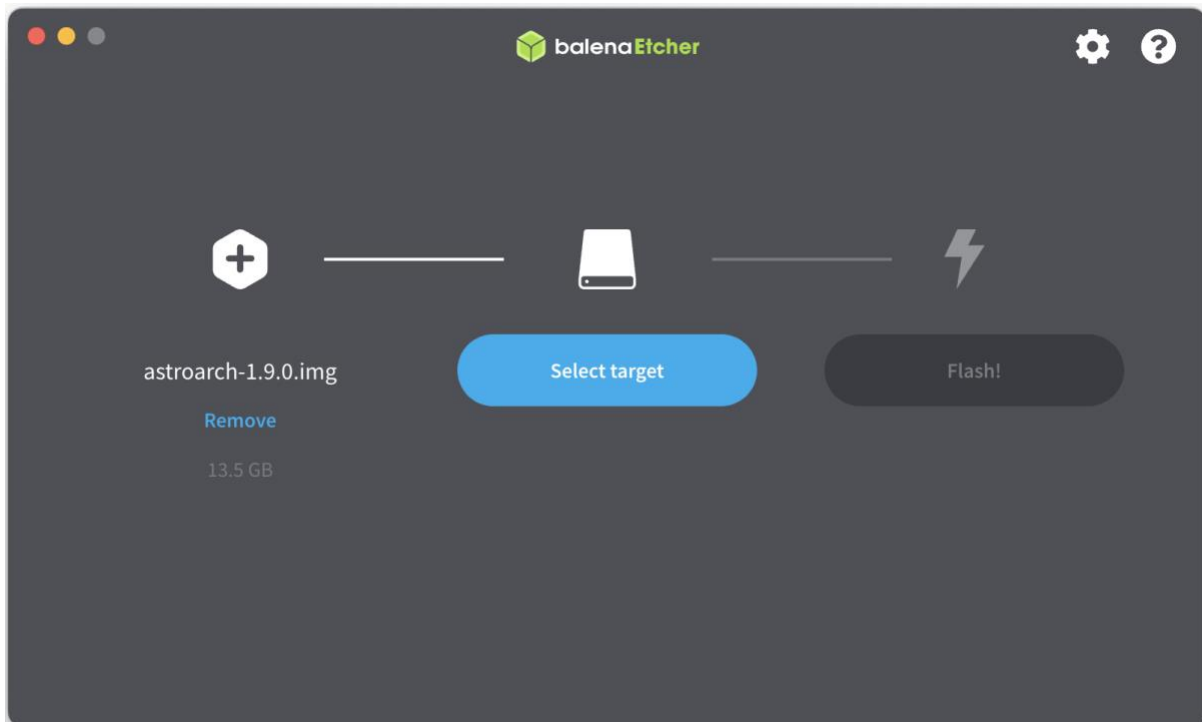 balenaEtcher
astroarch-1.9.0.img
Remove
13.5 GB
Select target
Flash!